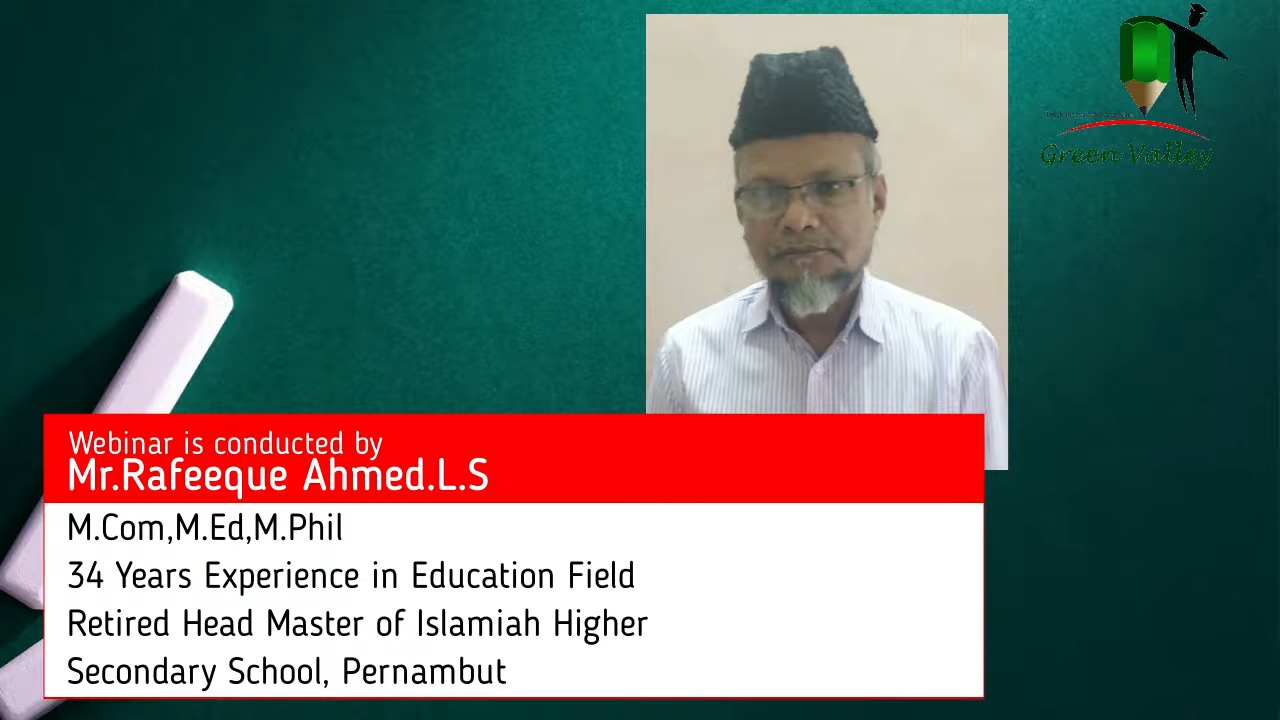 Green Valley
Webinar is conducted by
Mr.Rafeeque Ahmed.L.S
M.Com,M.Ed,M.Phil
34 Years Experience in Education Field
Retired Head Master of Islamiah Higher
Secondary School, Pernambut